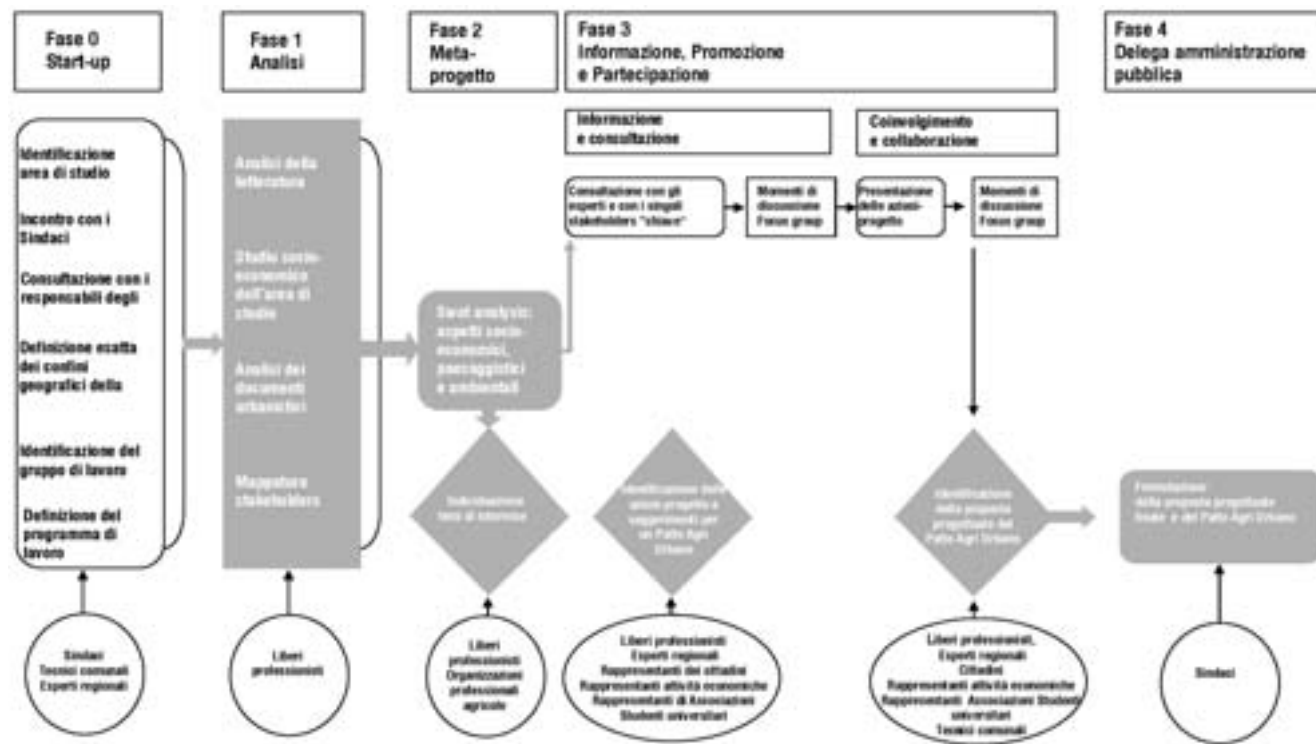 Fase 0
Start-up
Fase 1
Analisi
Fase 2
Meta-
progetto
Fase 3
Informazione, Promozione
e Partecipazione
Fase 4
Delega amministrazione
pubblica
Informazione
e consultazione
Coinvolgimento
e collaborazione
Identificazione
area di studio
Incontro con i
Sindaci
Consultazione con i
responsabili degli
Definizione esatta
dei confini
geografici della
Identificazione del
gruppo di lavoro
Definizione del
programma di
lavoro
Analisi della
letteratura
Studio socio-
economico
dell'area di
studio
Analisi dei
documenti
urbanistici
Mappatura
stakeholders
Swot analysis:
aspetti socio-
economici,
paesaggistici
e ambientali
Consultazione con gli
esperti e con i singoli
stakeholders "chiave"
Momenti di
discussione
Focus group
Presentazione
delle azioni-
progetto
Momenti di
discussione
Focus group
temi di interesse
Identificazione delle
azioni progetto e
suggerimenti per
un Patto Agri
Urbano
Identificazione
della proposta
progettuale del
Patto Agri Urbano
Formulazione
della proposta progettuale
finale e del Patto Agri Urbano
Sindaci
Tecnici comunali
Esperti regionali
Liberi
professionisti
Liberi
professionisti
Organizzazioni
professionali
agricole
Liberi professionisti
Esperti regionali
Rappresentanti dei cittadini
Rappresentanti attività economiche
Rappresentanti di Associazioni
Studenti universitari
Liberi professionisti,
Esperti regionali
Cittadini
Rappresentanti attività economiche
Rappresentanti Associazioni Studenti
universitari
Tecnici comunali
Sindaci